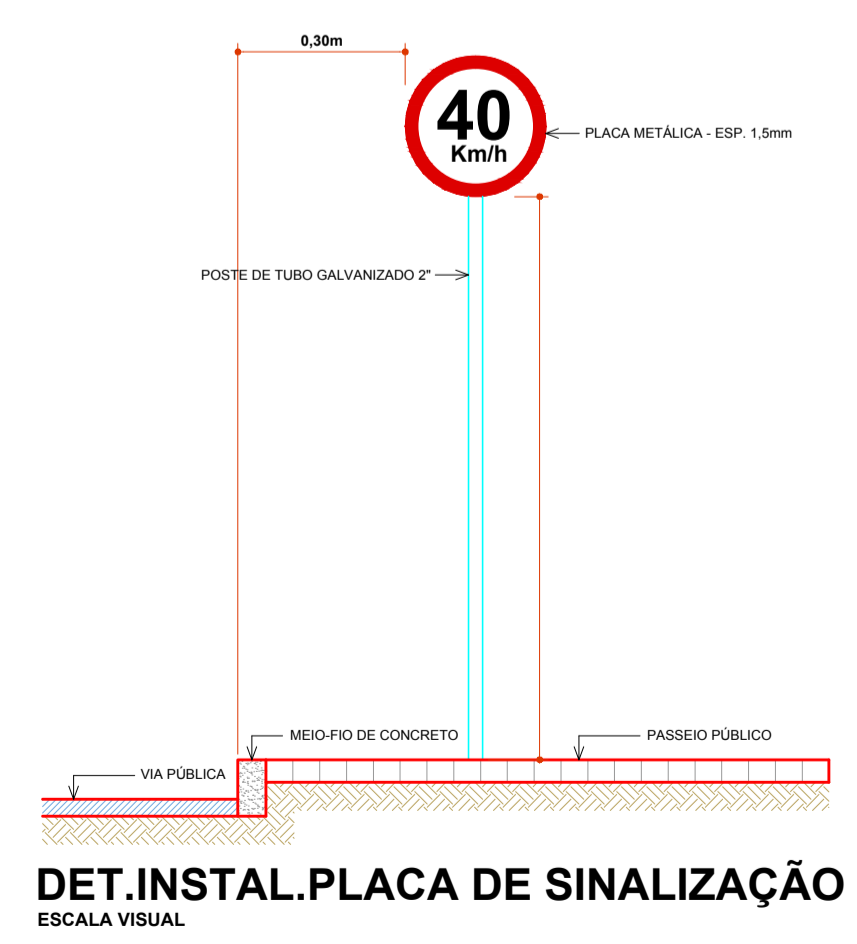 0,30m
40
Km/h
PLACA METÁLICA - ESP. 1,5mm
POSTE DE TUBO GALVANIZADO 2"
MEIO-FIO DE CONCRETO
PASSEIO PÚBLICO
VIA PÚBLICA
DET.INSTAL.PLACA DE SINALIZAÇÃO
ESCALA VISUAL